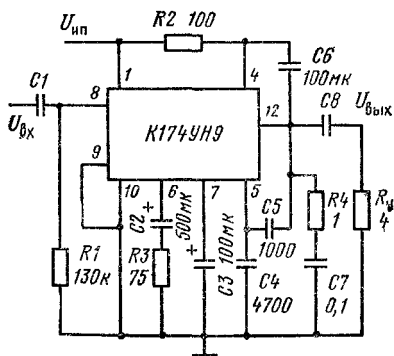 Uип
R2 100
1
4
C6
100мк
C1
8
12
C8
Uвых
Uвх
К174УН9
9
10
6
7
5
C2
+
500мк
+
C3
100мк
C5
1000
R4
1
Rн
4
R1
130к
R3
75
C4
4700
C7
0,1